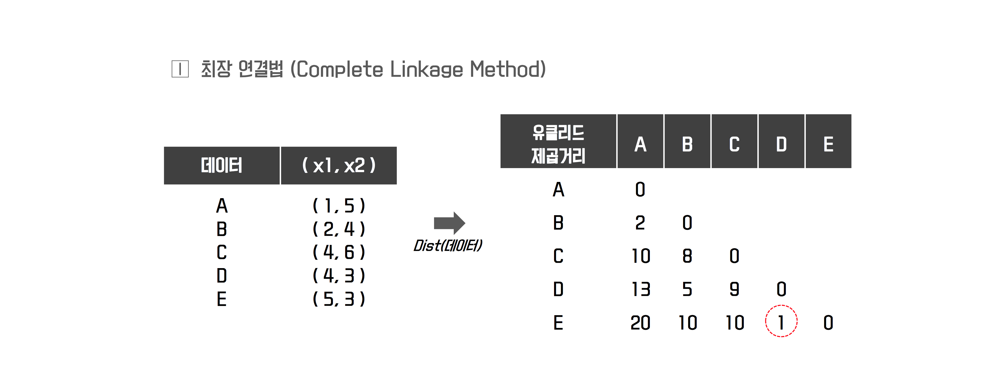 1 최장 연결법 (Complete Linkage Method)
데이터 ( x1, x2 )
A ( 1, 5 )
B ( 2, 4 )
C ( 4, 6 )
D ( 4, 3 )
E ( 5, 3 )
Dist(데이터)
유클리드
제곱거리 A B C D E
A 0
B 2 0
C 10 8 0
D 13 5 9 0
E 20 10 10 1 0